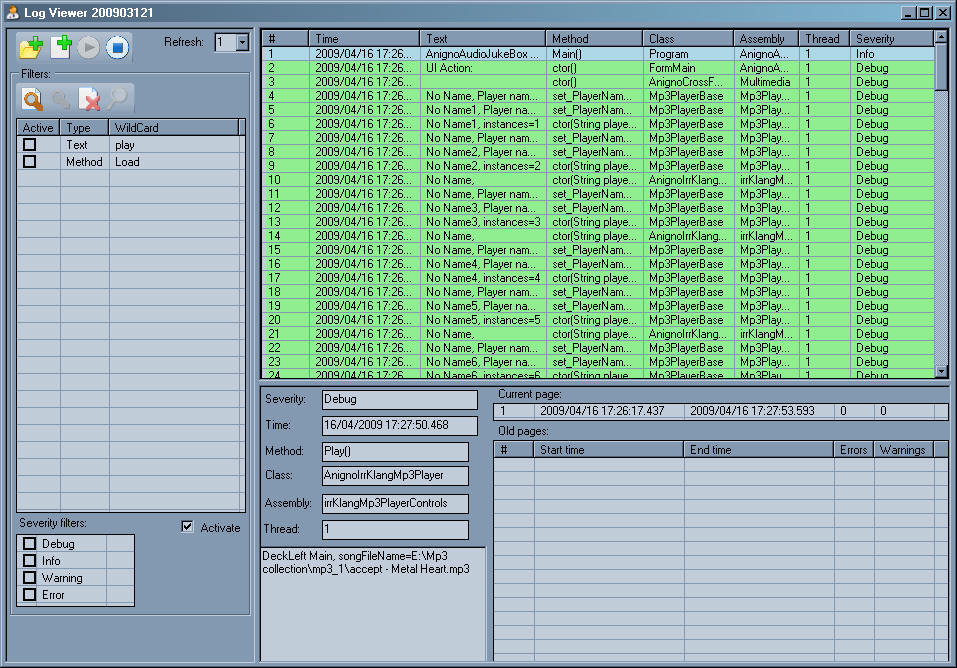 Log Viewer 200903121
Refresh: 1
Filters:
Active Type WildCard
Text play
Method Load
Severity filters:
Activate
Debug
Info
Warning
Error
# Time Text Method Class Assembly Thread Severity
1 2009/04/16 17:26... AnignoAudioJukeBox ... Main() Program AnignoA... 1 Info
2 2009/04/16 17:26... UI Action: ctor() FormMain AnignoA... 1 Debug
3 2009/04/16 17:26... ctor() AnignoCrossF... Multimedia 1 Debug
4 2009/04/16 17:26... No Name, Player nam... set_PlayerNam... Mp3PlayerBase Mp3Play... 1 Debug
5 2009/04/16 17:26... No Name1, Player na... set_PlayerNam... Mp3PlayerBase Mp3Play... 1 Debug
6 2009/04/16 17:26... No Name1, instances=1 ctor(String playe... Mp3PlayerBase Mp3Play... 1 Debug
7 2009/04/16 17:26... No Name, Player nam... set_PlayerNam... Mp3PlayerBase Mp3Play... 1 Debug
8 2009/04/16 17:26... No Name2, Player na... set_PlayerNam... Mp3PlayerBase Mp3Play... 1 Debug
9 2009/04/16 17:26... No Name2, instances=2 ctor(String playe... Mp3PlayerBase Mp3Play... 1 Debug
10 2009/04/16 17:26... No Name, ctor(String playe... AnignoIrrKlang... irrKlangM... 1 Debug
11 2009/04/16 17:26... No Name, Player nam... set_PlayerNam... Mp3PlayerBase Mp3Play... 1 Debug
12 2009/04/16 17:26... No Name3, Player na... set_PlayerNam... Mp3PlayerBase Mp3Play... 1 Debug
13 2009/04/16 17:26... No Name3, instances=3 ctor(String playe... Mp3PlayerBase Mp3Play... 1 Debug
14 2009/04/16 17:26... No Name, ctor(String playe... AnignoIrrKlang... irrKlangM... 1 Debug
15 2009/04/16 17:26... No Name, Player nam... set_PlayerNam... Mp3PlayerBase Mp3Play... 1 Debug
16 2009/04/16 17:26... No Name4, Player na... set_PlayerNam... Mp3PlayerBase Mp3Play... 1 Debug
17 2009/04/16 17:26... No Name4, instances=4 ctor(String playe... Mp3PlayerBase Mp3Play... 1 Debug
18 2009/04/16 17:26... No Name, Player nam... set_PlayerNam... Mp3PlayerBase Mp3Play... 1 Debug
19 2009/04/16 17:26... No Name5, Player na... set_PlayerNam... Mp3PlayerBase Mp3Play... 1 Debug
20 2009/04/16 17:26... No Name5, instances=5 ctor(String playe... Mp3PlayerBase Mp3Play... 1 Debug
21 2009/04/16 17:26... No Name, ctor(String playe... AnignoIrrKlang... irrKlangM... 1 Debug
22 2009/04/16 17:26... No Name, Player nam... set_PlayerNam... Mp3PlayerBase Mp3Play... 1 Debug
23 2009/04/16 17:26... No Name6, Player na... set_PlayerNam... Mp3PlayerBase Mp3Play... 1 Debug
24 2009/04/16 17:26... No Name6, instances=6 ctor(String playe... Mp3PlayerBase Mp3Play... 1 Debug
Severity: Debug
Time: 16/04/2009 17:27:50.468
Method: Play()
Class: AnignoIrrKlangMp3Player
Assembly: irrKlangMp3PlayerControls
Thread: 1
DeckLeft Main, songFileName=E:\Mp3
collection\mp3_1\accept - Metal Heart.mp3
Current page:
1 2009/04/16 17:26:17.437 2009/04/16 17:27:53.593 0 0
Old pages:
# Start time End time Errors Warnings